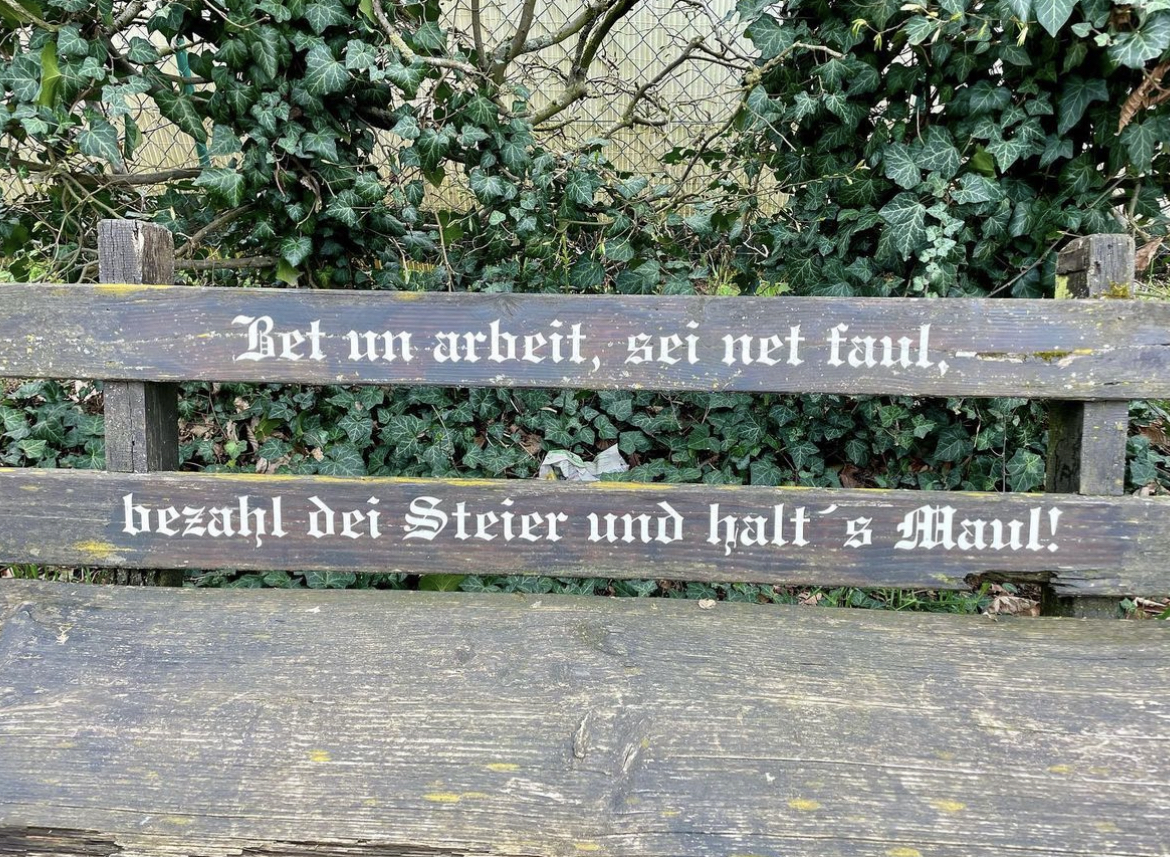 Bet un arbeit, sei net faul,
bezahl dei Steier und halt´s Maul!